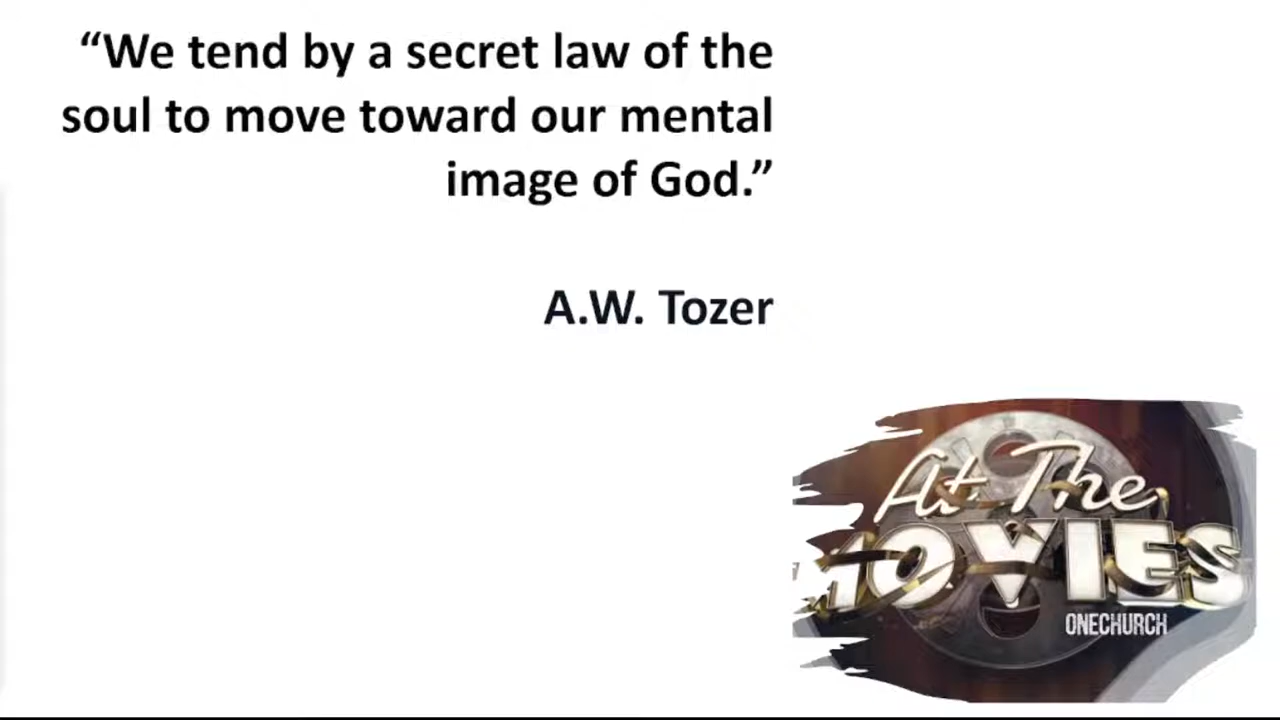 “We tend by a secret law of the
soul to move toward our mental
image of God.”
A.W. Tozer
At The
MOVIES
ONECHURCH